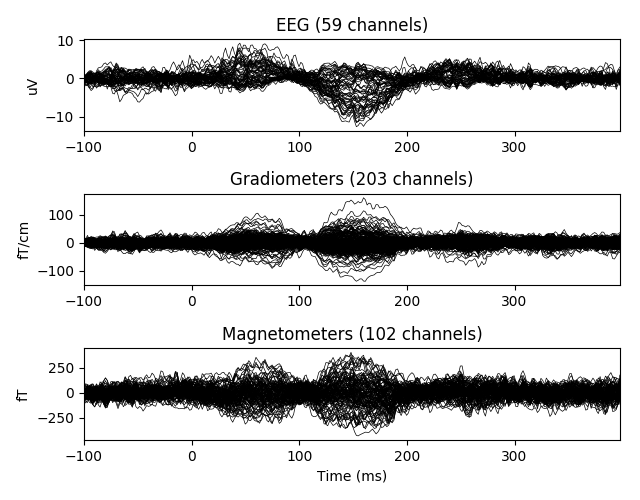 EEG (59 channels)
10
0
−10
uV
−100 0 100 200 300
Gradiometers (203 channels)
100
0
−100
fT/cm
−100 0 100 200 300
Magnetometers (102 channels)
250
0
−250
fT
−100 0 100 200 300
Time (ms)